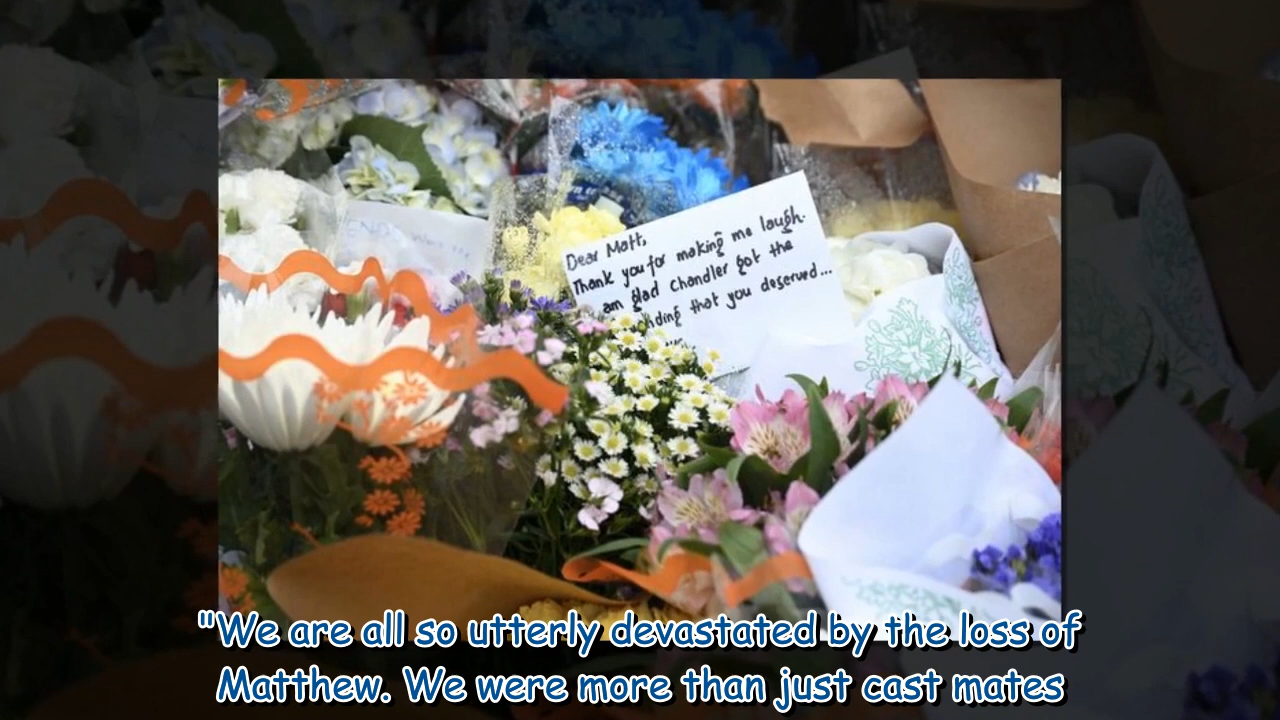 Dear Matt,
Thank you for making me laugh.
am glad Chandler got the
that you deserved...
"We are all so utterly devastated by the loss of
Matthew. We were more than just cast mates